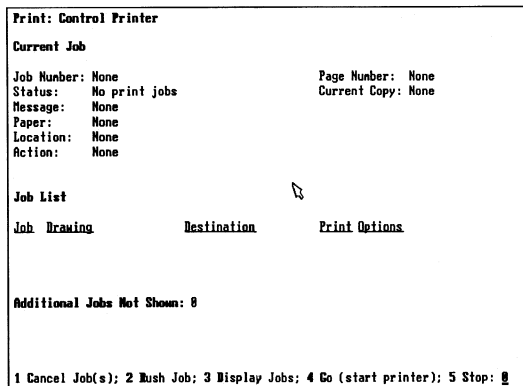 Print: Control Printer
Current Job
Job Number: None Page Number: None
Status: No print jobs Current Copy: None
Message: None
Paper: None
Location: None
Action: None
Job List
Job Drawing Destination Print Options
Additional Jobs Not Shown: 0
1 Cancel Job(s); 2 Rush Job; 3 Display Jobs; 4 Go (start printer); 5 Stop: 0